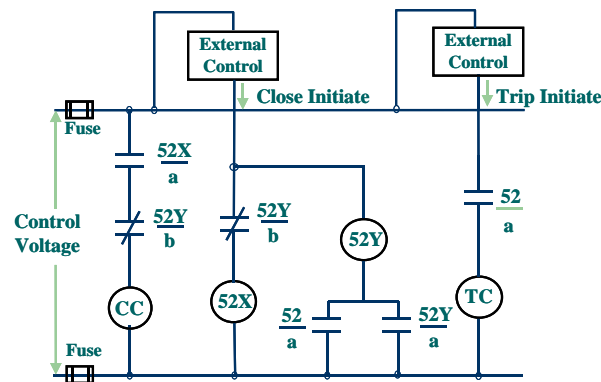 External
Control
External
Control
Close Initiate
Trip Initiate
Fuse
52X
a
52Y
b
52Y
b
52
a
Control
Voltage
52Y
CC
52X
TC
52
a
52Y
a
Fuse